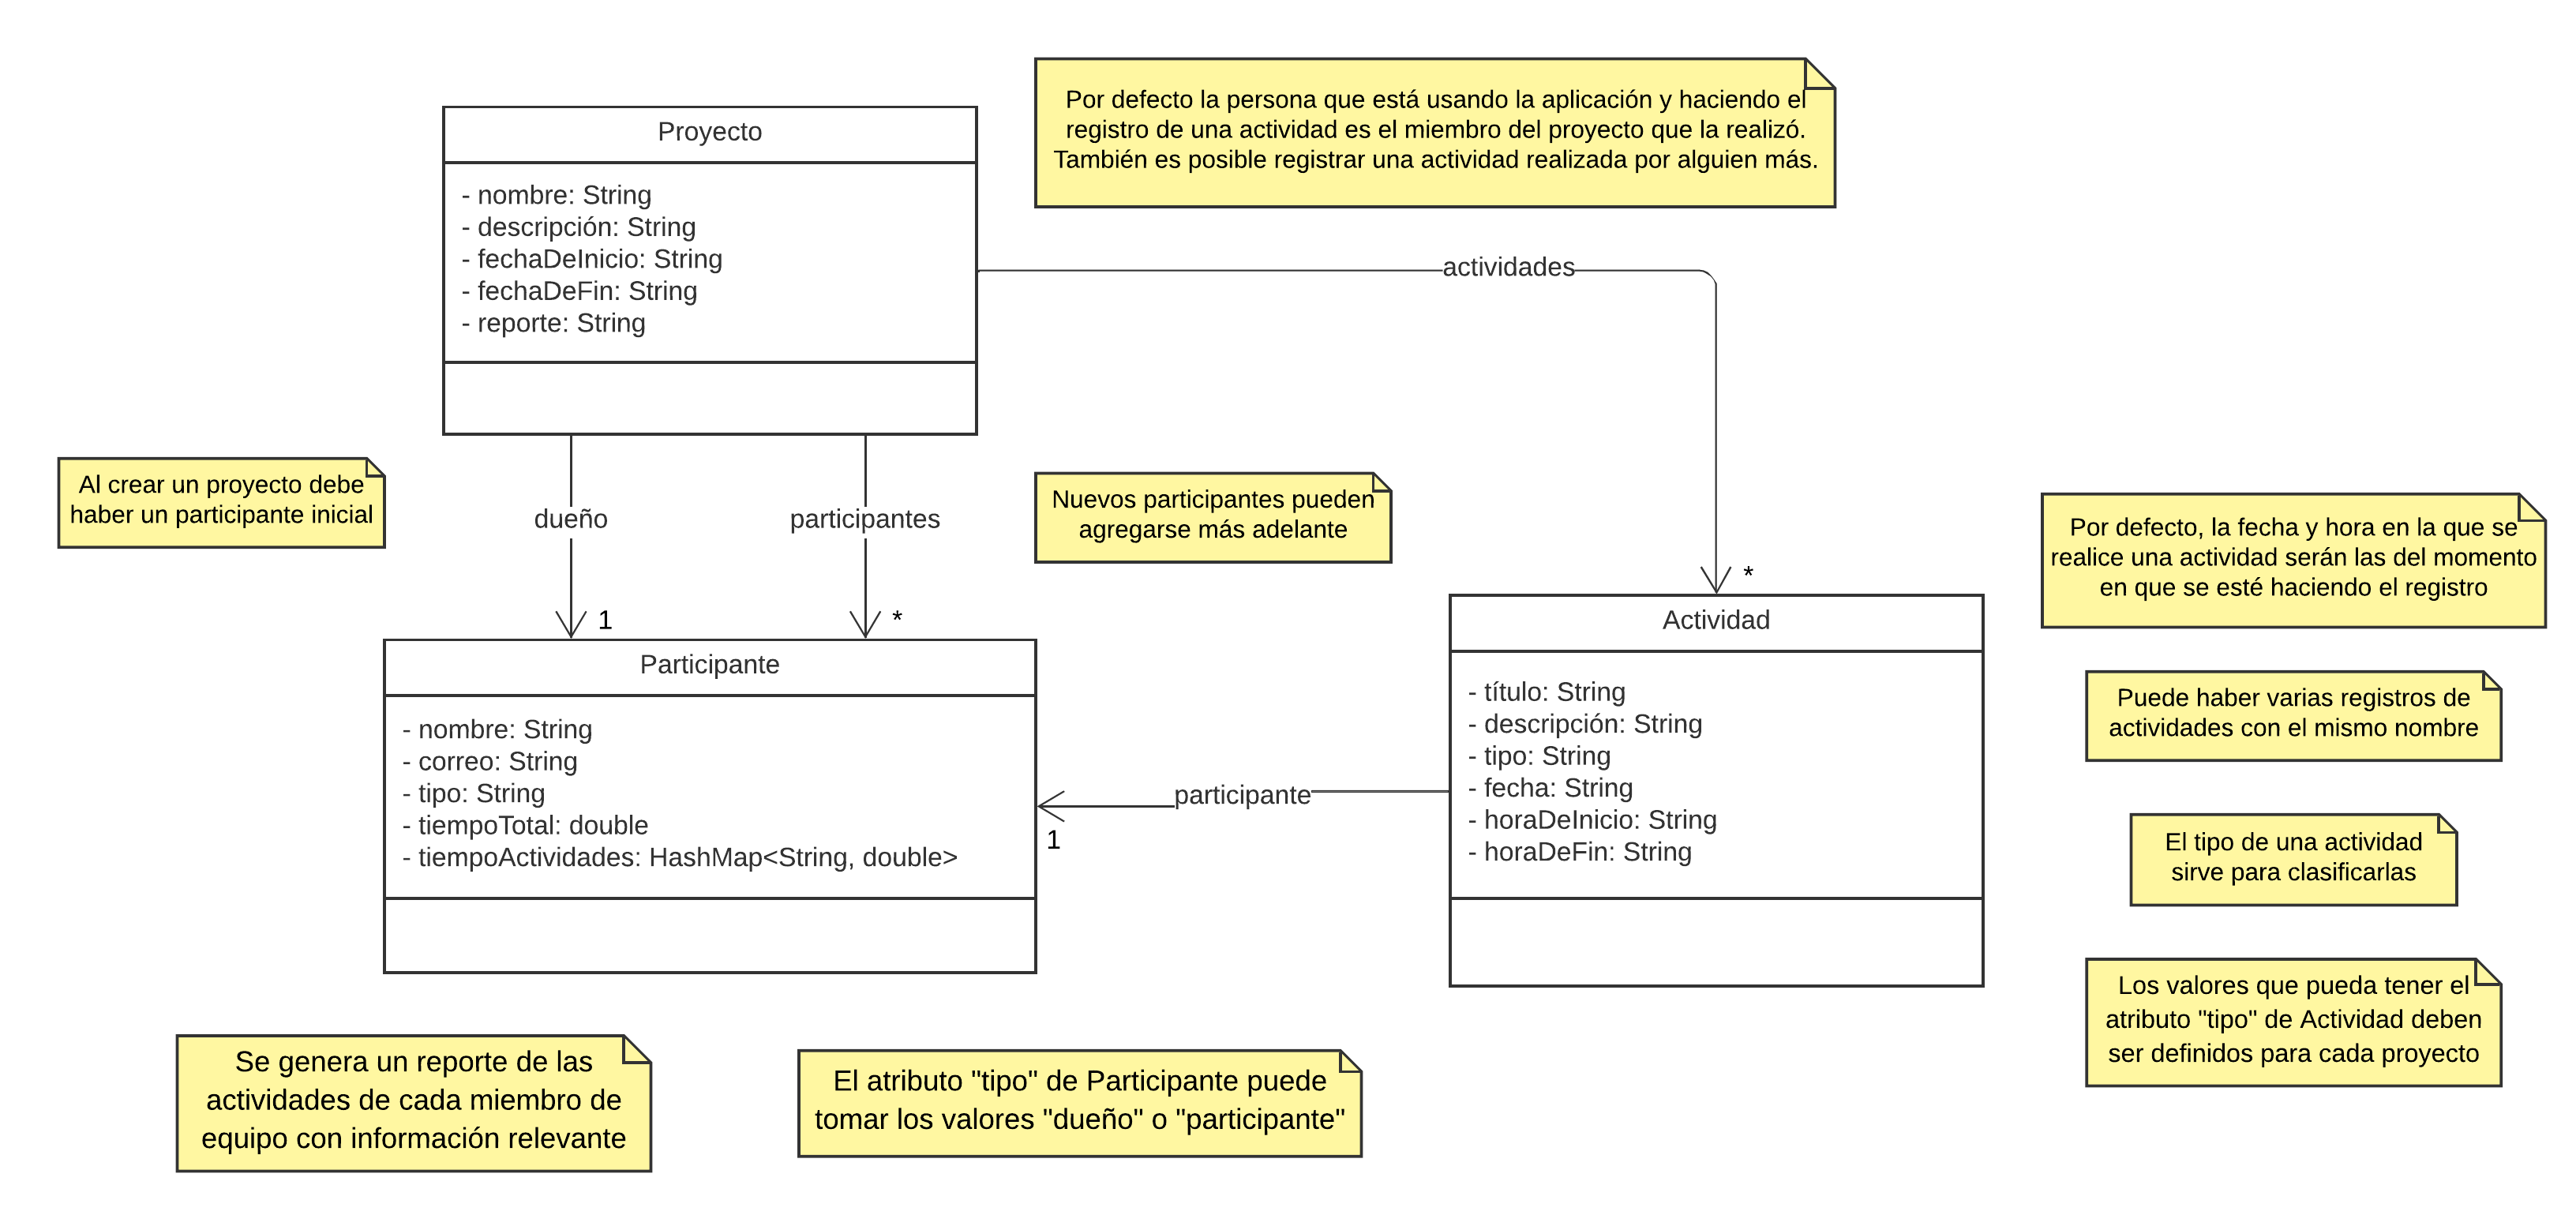 Por defecto la persona que está usando la aplicación y haciendo el
registro de una actividad es el miembro del proyecto que la realizó.
También es posible registrar una actividad realizada por alguien más.
Proyecto
- nombre: String
- descripción: String
- fechaDeInicio: String
- fechaDeFin: String
- reporte: String
actividades
Al crear un proyecto debe
haber un participante inicial
dueño
participantes
Nuevos participantes pueden
agregarse más adelante
Por defecto, la fecha y hora en la que se
realice una actividad serán las del momento
en que se esté haciendo el registro
1
*
*
Participante
- nombre: String
- correo: String
- tipo: String
- tiempoTotal: double
- tiempoActividades: HashMap<String, double>
participante
1
Actividad
- título: String
- descripción: String
- tipo: String
- fecha: String
- horaDeInicio: String
- horaDeFin: String
Puede haber varias registros de
actividades con el mismo nombre
El tipo de una actividad
sirve para clasificarlas
Los valores que pueda tener el
atributo "tipo" de Actividad deben
ser definidos para cada proyecto
Se genera un reporte de las
actividades de cada miembro de
equipo con información relevante
El atributo "tipo" de Participante puede
tomar los valores "dueño" o "participante"